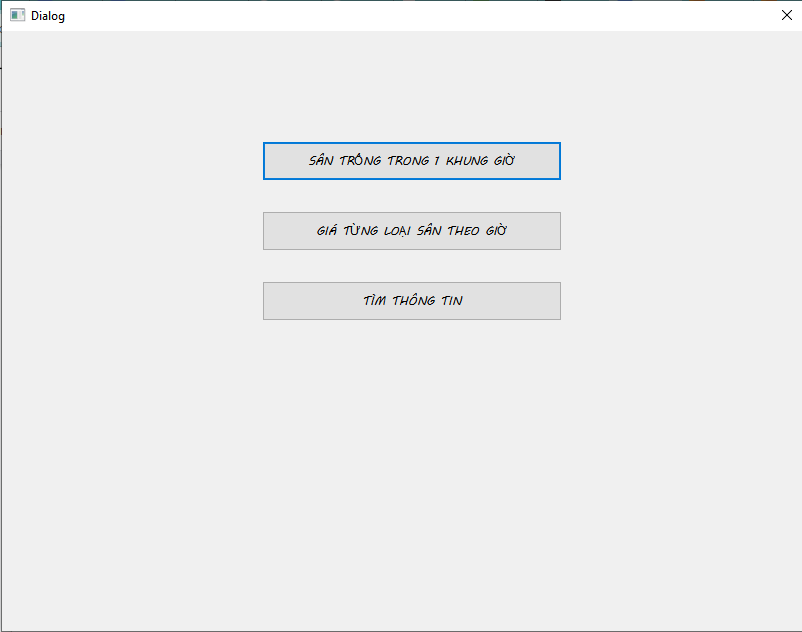 Dialog
SÂN TRỐNG TRONG 1 KHUNG GIỜ
GIÁ TỪNG LOẠI SÂN THEO GIỜ
TÌM THÔNG TIN